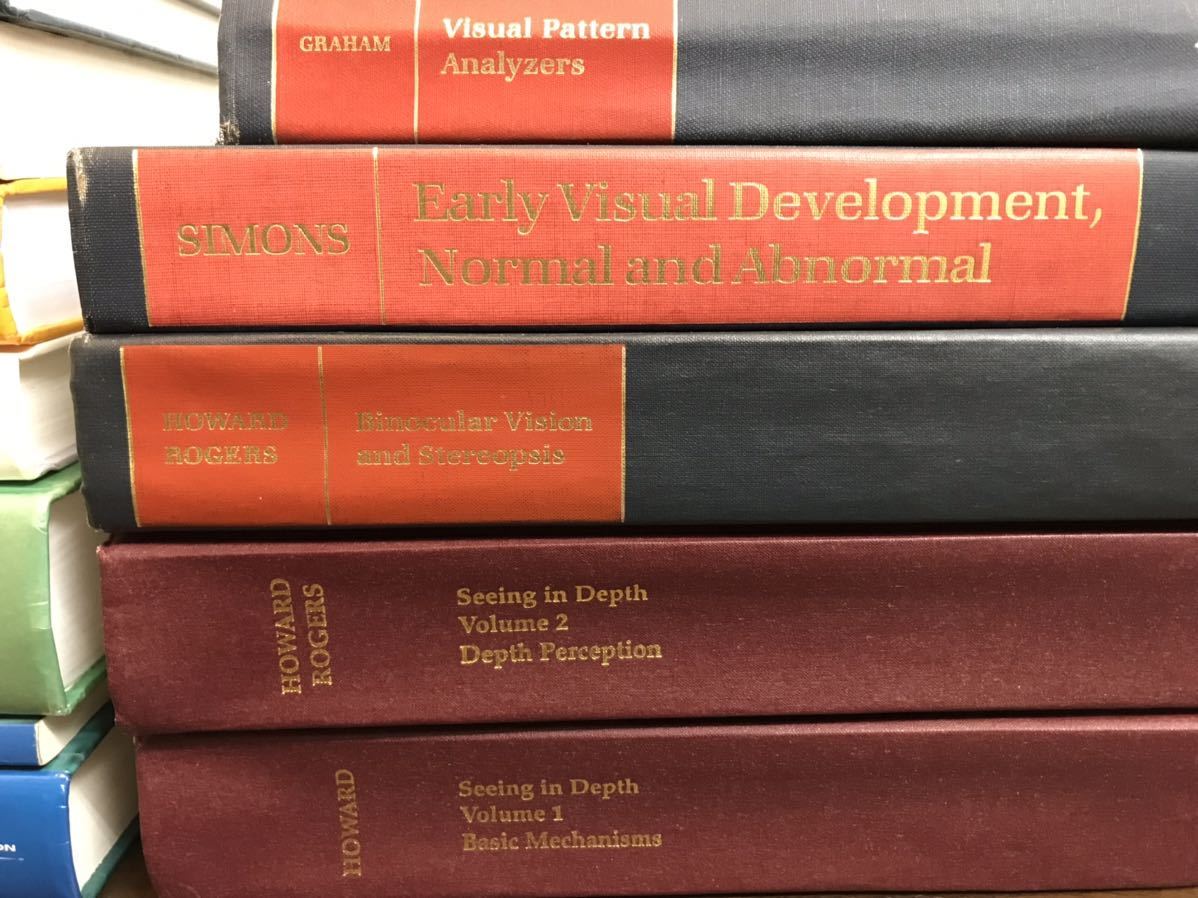 GRAHAM
Visual Pattern
Analyzers
SIMONS
Early Visual Development,
Normal and Abnormal
HOWARD
ROGERS
Binocular Vision
and Stereopsis
HOWARD
ROGERS
Seeing in Depth
Volume 2
Depth Perception
HOWARD
Seeing in Depth
Volume 1
Basic Mechanisms